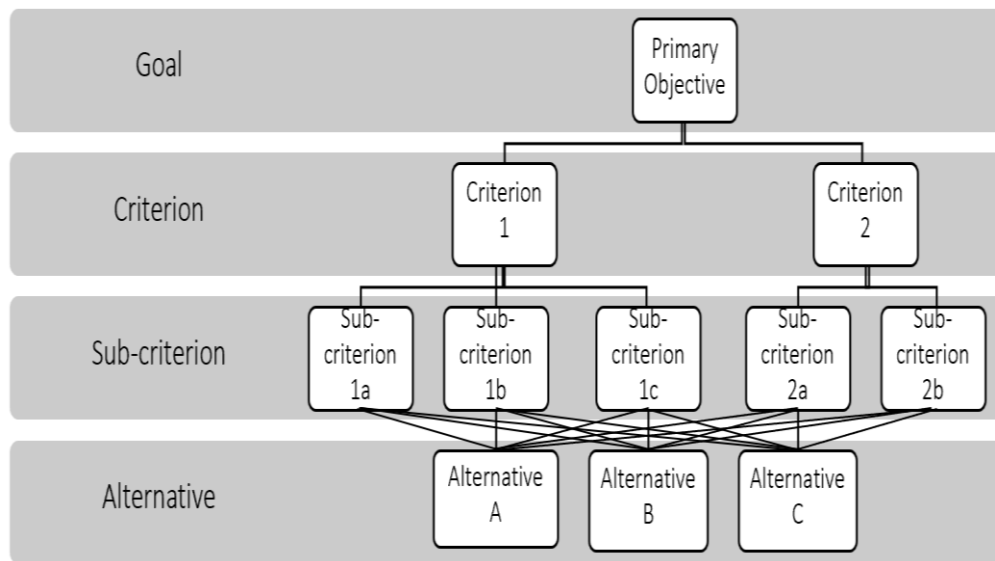 Goal
Primary
Objective
Criterion
Criterion
1
Criterion
2
Sub-criterion
Sub-
criterion
1a
Sub-
criterion
1b
Sub-
criterion
1c
Sub-
criterion
2a
Sub-
criterion
2b
Alternative
Alternative
A
Alternative
B
Alternative
C